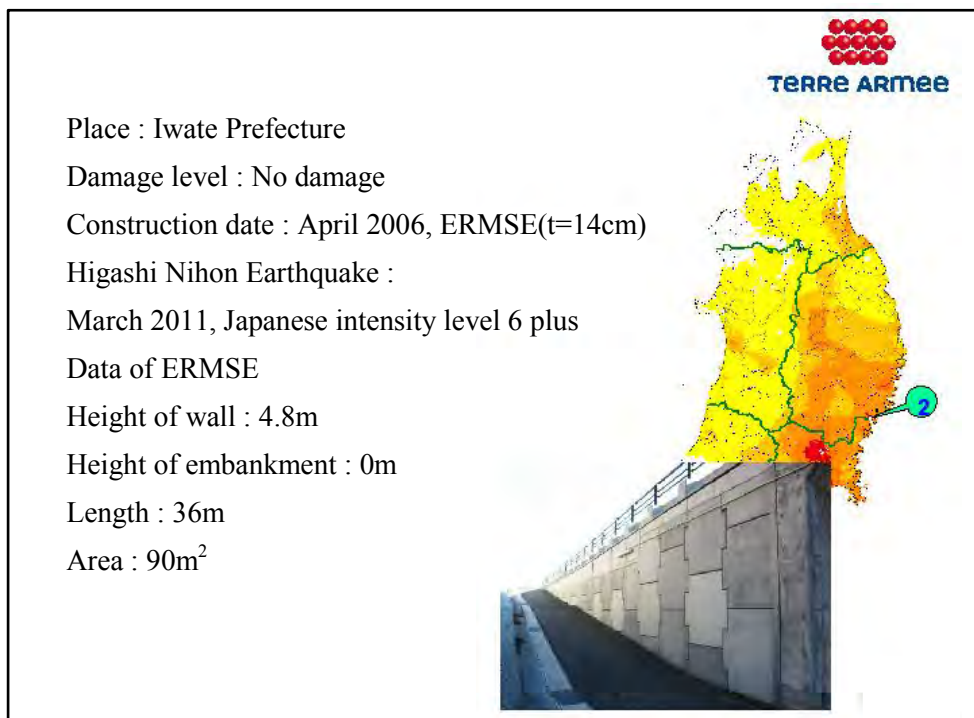 TERRE ARMEE
Place : Iwate Prefecture
Damage level : No damage
Construction date : April 2006, ERMSE(t=14cm)
Higashi Nihon Earthquake :
March 2011, Japanese intensity level 6 plus
Data of ERMSE
Height of wall : 4.8m
Height of embankment : 0m
Length : 36m
Area : 90m²
2